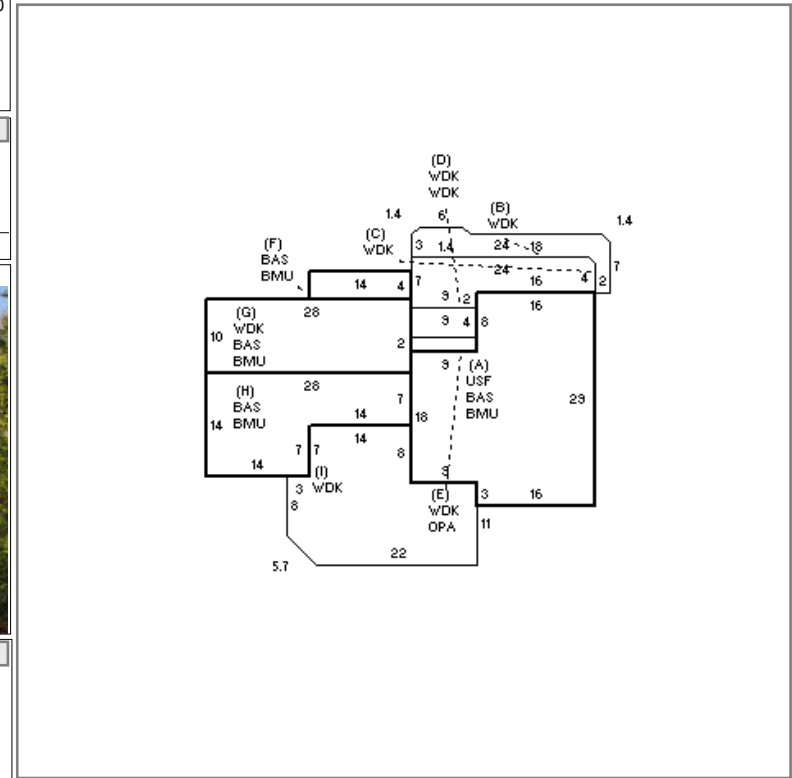 (D)
WDK
WDK
1.4
6
(B)
WDK
1.4
(C)
WDK
3
1.4
24
18
(F)
BAS
BMU
24
7
14
4
7
16
4
2
28
9
2
16
(G)
WDK
BAS
BMU
10
9
4
8
2
9
(A)
USF
BAS
BMU
28
(H)
BAS
BMU
7
29
14
14
18
14
7
7
8
14
(I)
WDK
9
3
8
(E)
WDK
OPA
3
16
11
22
5.7